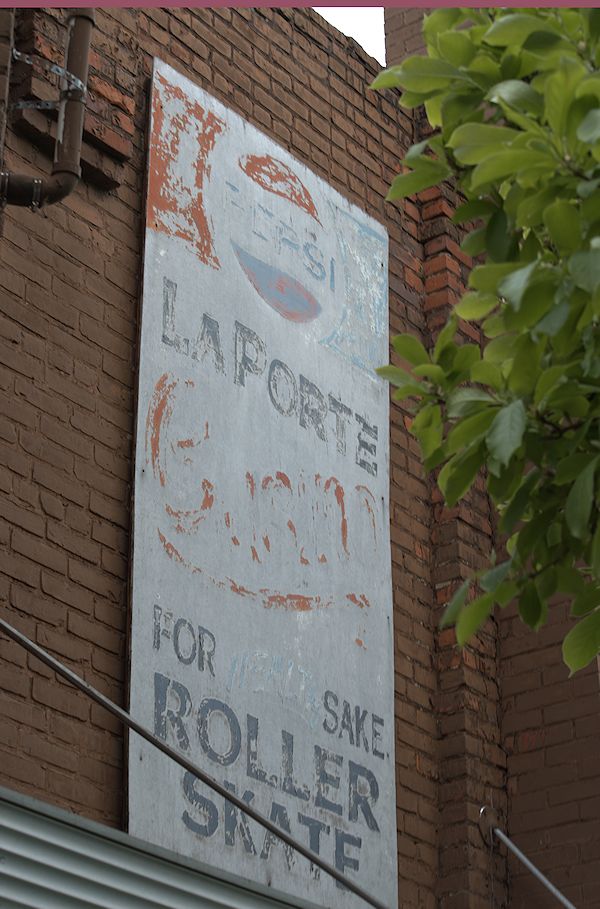 PEPSI
LAPORTE
FOR HEALTH SAKE
ROLLER
SKATE